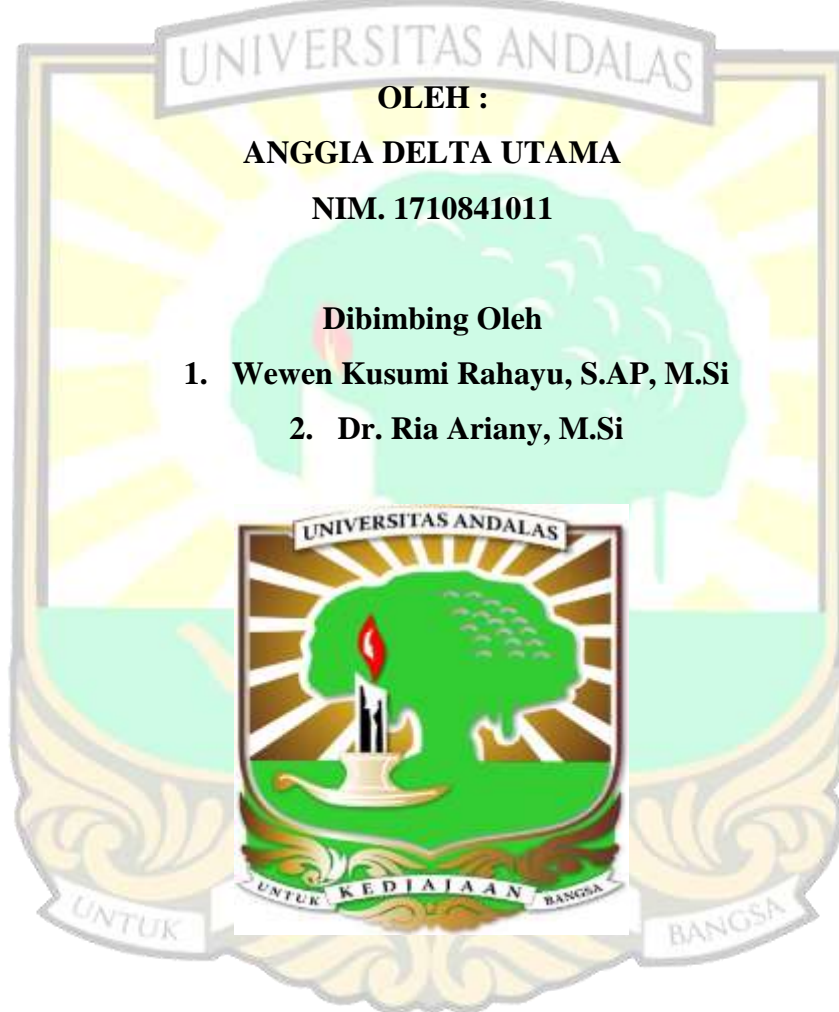 UNIVERSITAS ANDALAS
OLEH :
ANGGIA DELTA UTAMA
NIM. 1710841011
Dibimbing Oleh
1. Wewen Kusumi Rahayu, S.AP, M.Si
2. Dr. Ria Ariany, M.Si
UNIVERSITAS ANDALAS
UNTUK KEDJAJAAN BANGSA
UNTUK BANGSA